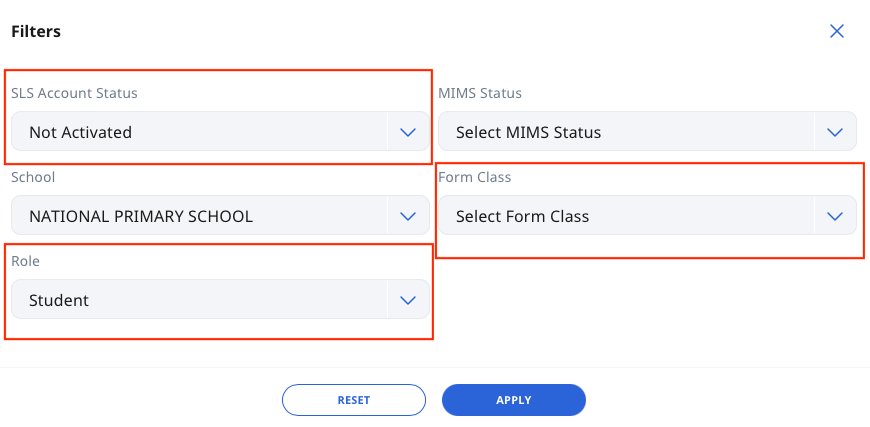 Filters
SLS Account Status
MIMS Status
Not Activated
Select MIMS Status
School
Form Class
NATIONAL PRIMARY SCHOOL
Select Form Class
Role
Student
RESET
APPLY